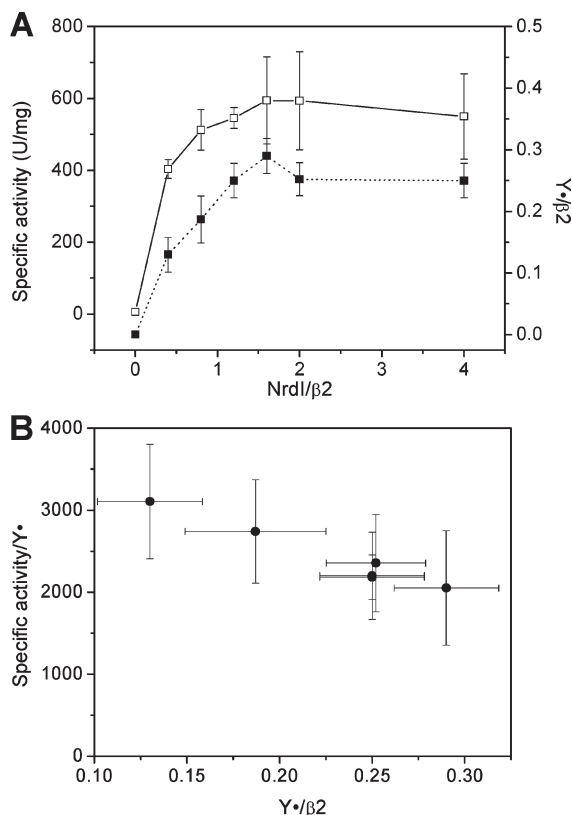 A
800
600
400
200
0
Specific activity (U/mg)
0.5
0.4
0.3
0.2
0.1
0.0
Y•/β2
0 1 2 3 4
NrdI/β2
B
4000
3000
2000
1000
0
Specific activity/Y•
0.10 0.15 0.20 0.25 0.30
Y•/β2